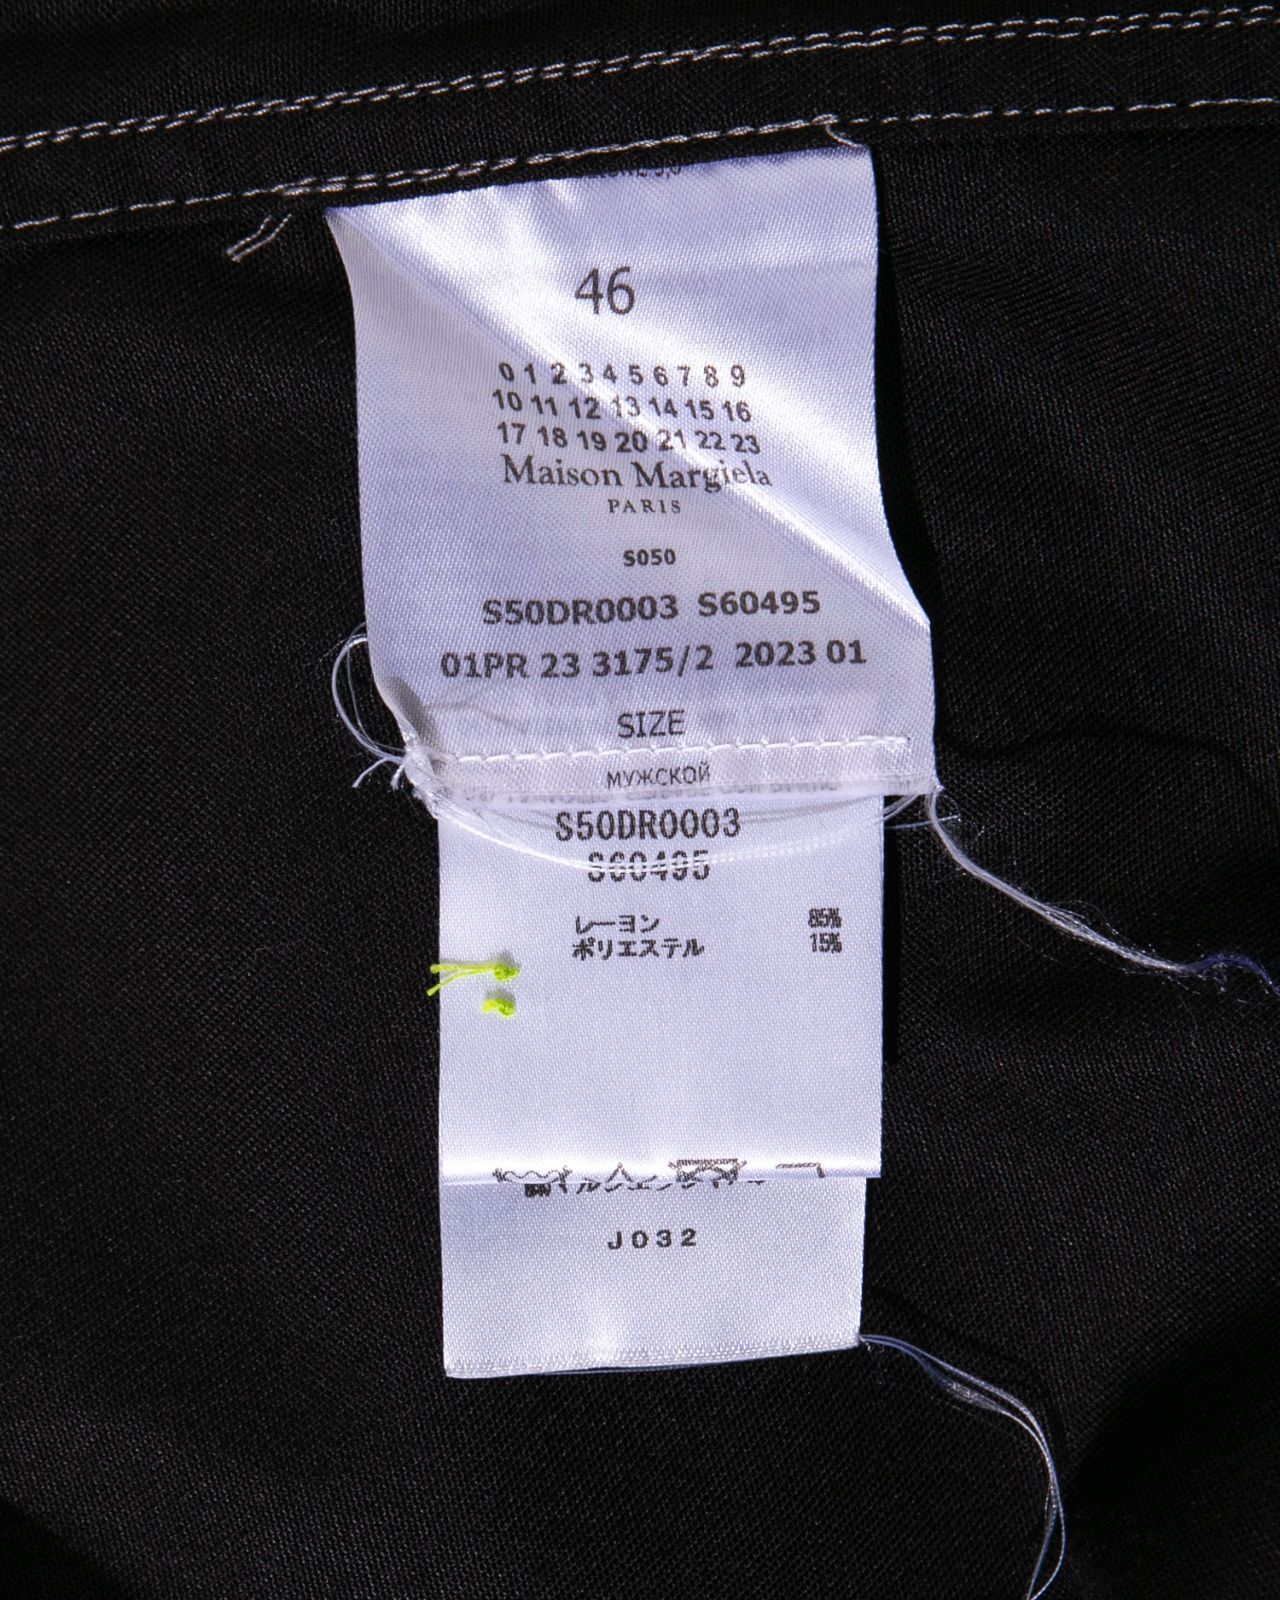 46
0 1 2 3 4 5 6 7 8 9
10 11 12 13 14 15 16
17 18 19 20 21 22 23
Maison Margiela
PARIS
S050
S50DR0003 S60495
01PR 23 3175/2 2023 01
SIZE
МУЖСКОЙ
S50DR0003
S60495
レーヨン 85%
ポリエステル 15%
J032